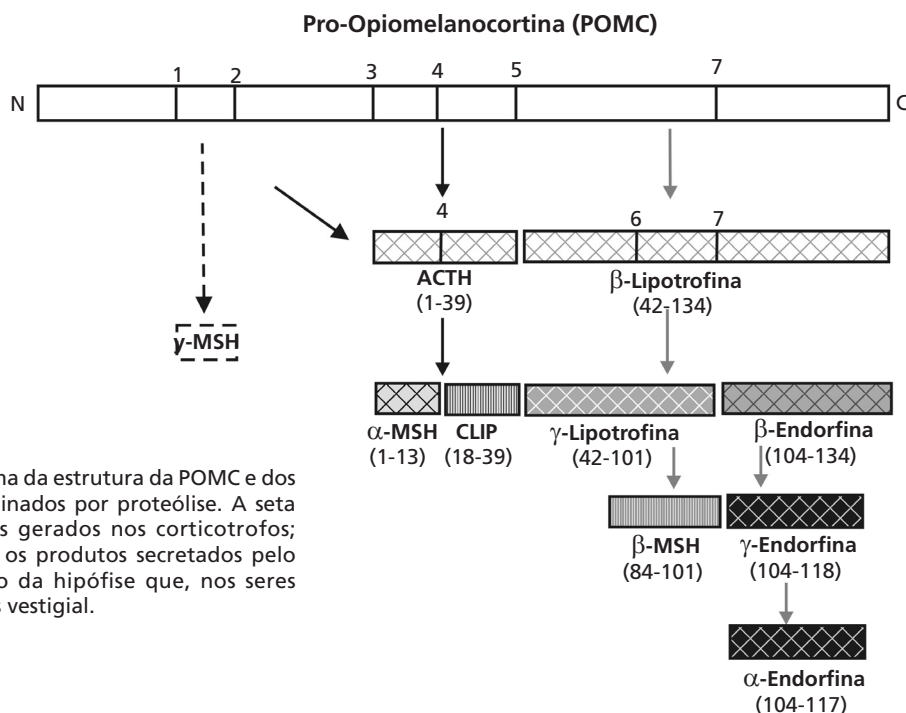 Pro-Opiomelanocortina (POMC)
1 2 3 4 5 7
N C
4 6 7
ACTH β-Lipotrofina
(1-39) (42-134)
γ-MSH
α-MSH CLIP γ-Lipotrofina β-Endorfina
(1-13) (18-39) (42-101) (104-134)
na da estrutura da POMC e dos
inados por proteólise. A seta
s gerados nos corticotrofos;
os produtos secretados pelo
o da hipófise que, nos seres
s vestigial.
β-MSH γ-Endorfina
(84-101) (104-118)
α-Endorfina
(104-117)